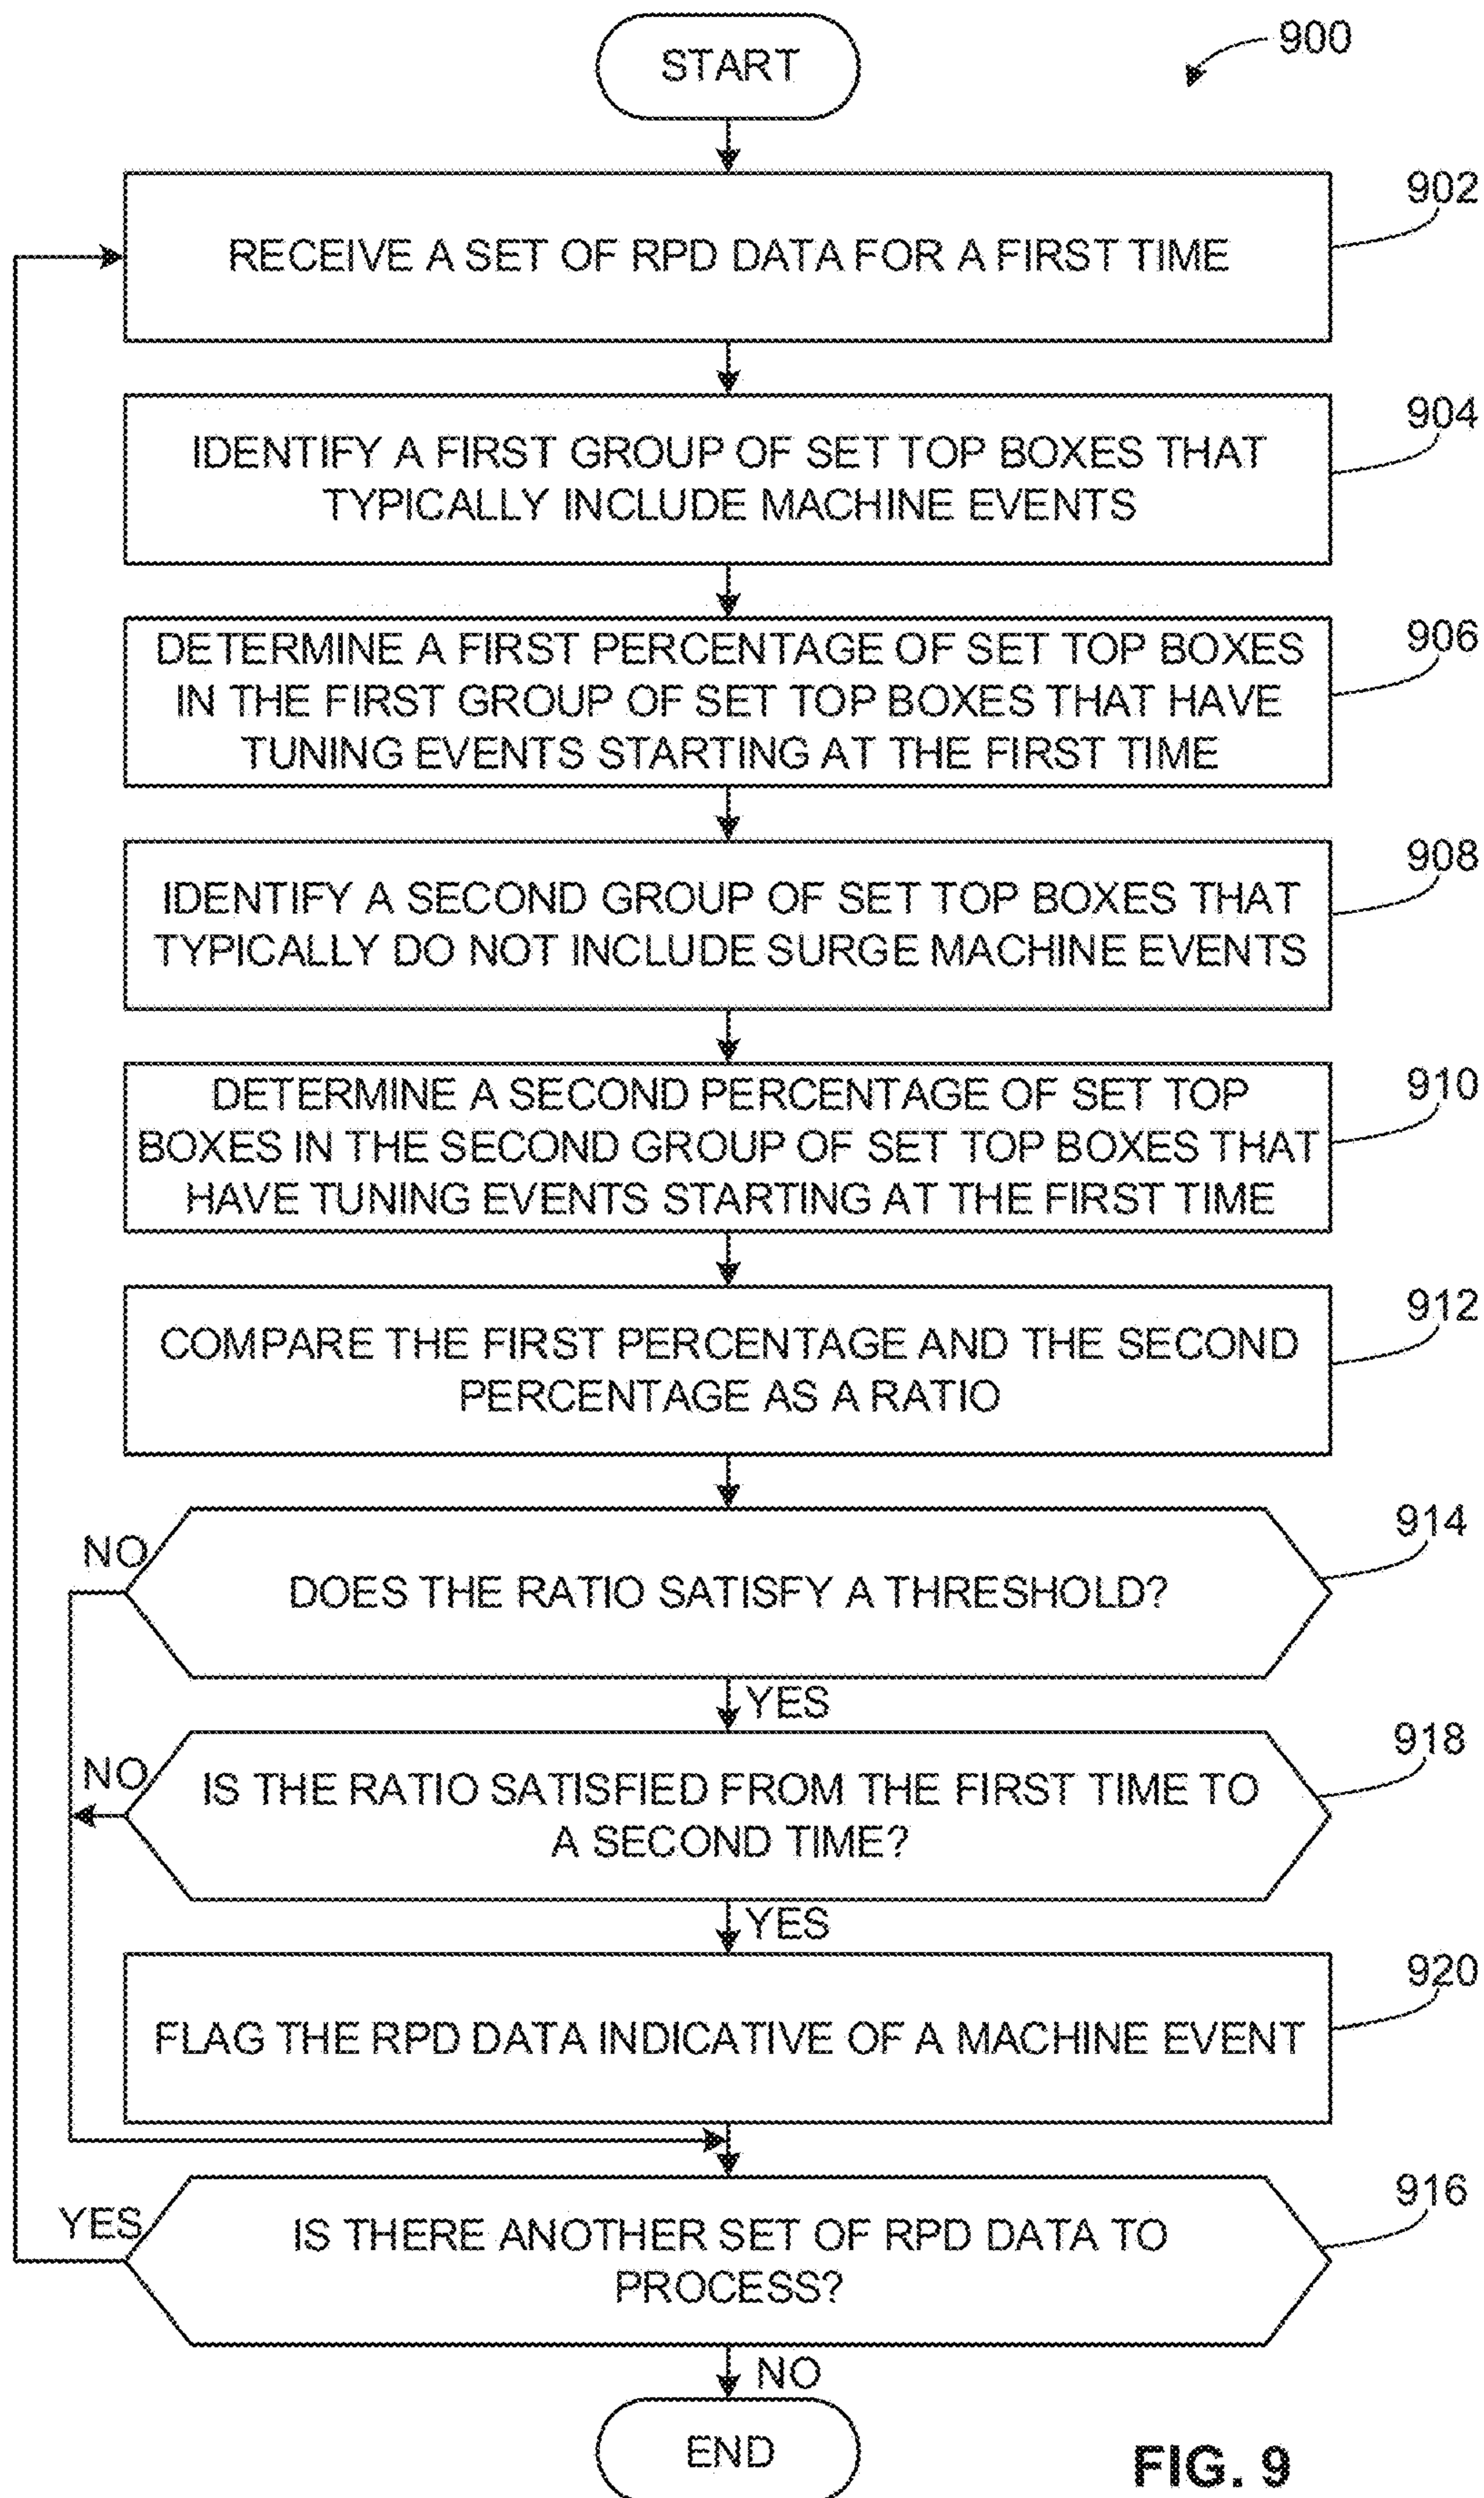 START
900
902
RECEIVE A SET OF RPD DATA FOR A FIRST TIME
904
IDENTIFY A FIRST GROUP OF SET TOP BOXES THAT
TYPICALLY INCLUDE MACHINE EVENTS
906
DETERMINE A FIRST PERCENTAGE OF SET TOP BOXES
IN THE FIRST GROUP OF SET TOP BOXES THAT HAVE
TUNING EVENTS STARTING AT THE FIRST TIME
908
IDENTIFY A SECOND GROUP OF SET TOP BOXES THAT
TYPICALLY DO NOT INCLUDE SURGE MACHINE EVENTS
910
DETERMINE A SECOND PERCENTAGE OF SET TOP
BOXES IN THE SECOND GROUP OF SET TOP BOXES THAT
HAVE TUNING EVENTS STARTING AT THE FIRST TIME
912
COMPARE THE FIRST PERCENTAGE AND THE SECOND
PERCENTAGE AS A RATIO
914
NO
DOES THE RATIO SATISFY A THRESHOLD?
YES
918
NO
IS THE RATIO SATISFIED FROM THE FIRST TIME TO
A SECOND TIME?
YES
920
FLAG THE RPD DATA INDICATIVE OF A MACHINE EVENT
916
YES
IS THERE ANOTHER SET OF RPD DATA TO
PROCESS?
NO
END
FIG. 9